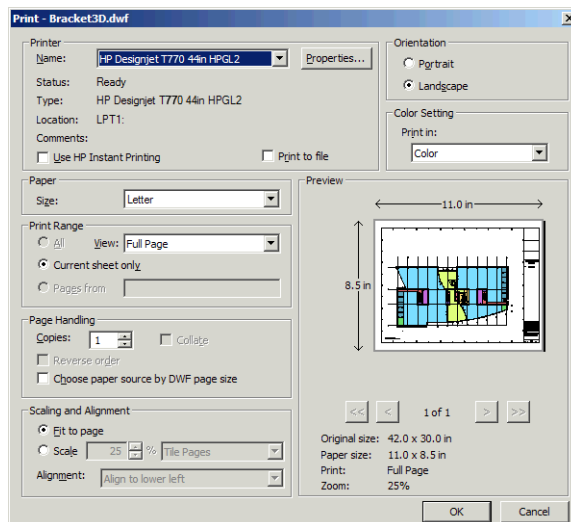 Print - Bracket3D.dwf
Printer
Name: HP Designjet T770 44in HPGL2 Properties...
Status: Ready
Type: HP Designjet T770 44in HPGL2
Location: LPT1:
Comments:
Use HP Instant Printing Print to file
Orientation
Portrait
Landscape
Color Setting
Print in:
Color
Paper
Size: Letter
Print Range
All View: Full Page
Current sheet only
Pages from
Page Handling
Copies: 1 Collate
Reverse order
Choose paper source by DWF page size
Scaling and Alignment
Fit to page
Scale 25 % Tile Pages
Alignment: Align to lower left
Preview
11.0 in
8.5 in
<< < 1 of 1 > >>
Original size: 42.0 x 30.0 in
Paper size: 11.0 x 8.5 in
Print: Full Page
Zoom: 25%
OK Cancel